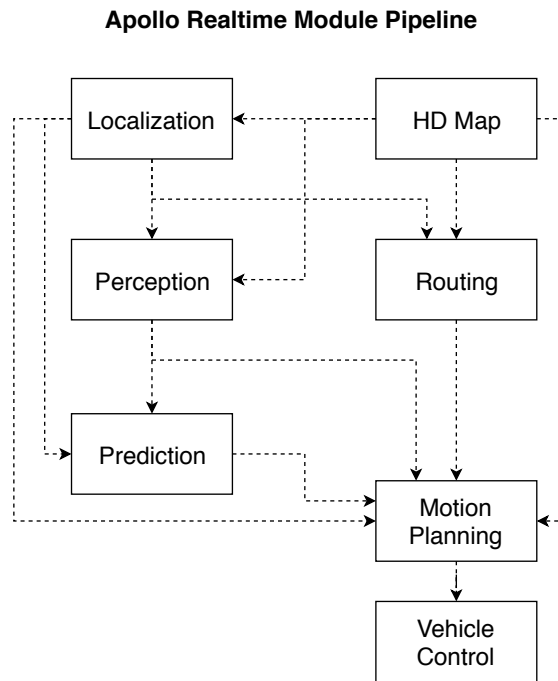 Apollo Realtime Module Pipeline
Localization
HD Map
Perception
Routing
Prediction
Motion
Planning
Vehicle
Control